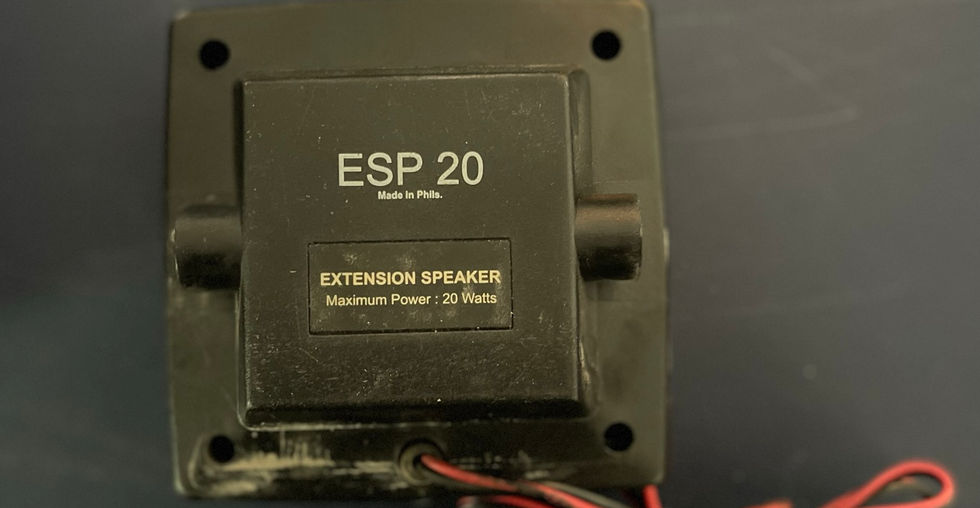 ESP 20
Made In Phils.
EXTENSION SPEAKER
Maximum Power : 20 Watts